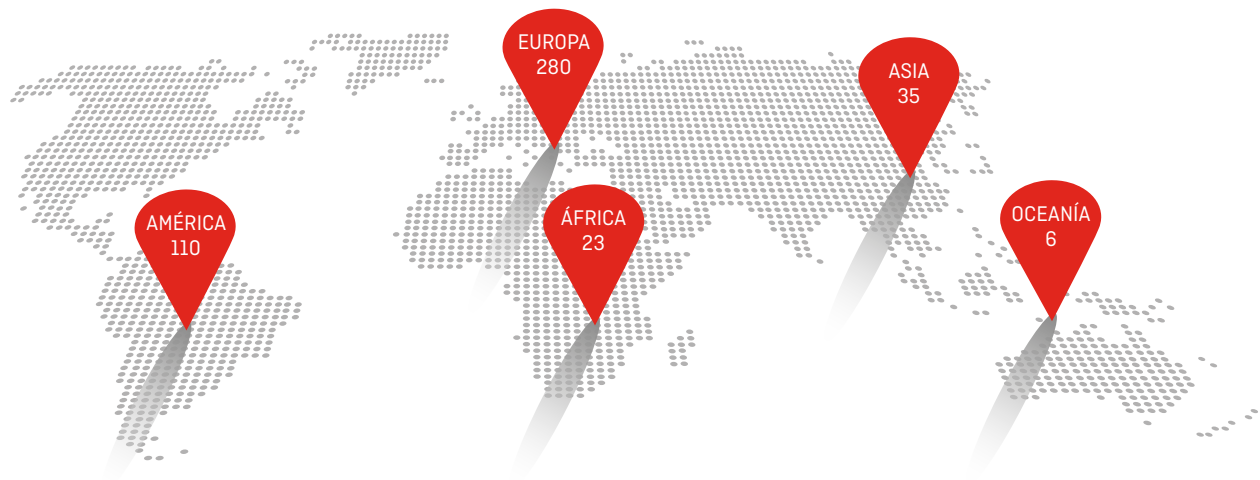 EUROPA
280
ASIA
35
AMÉRICA
110
ÁFRICA
23
OCEANÍA
6